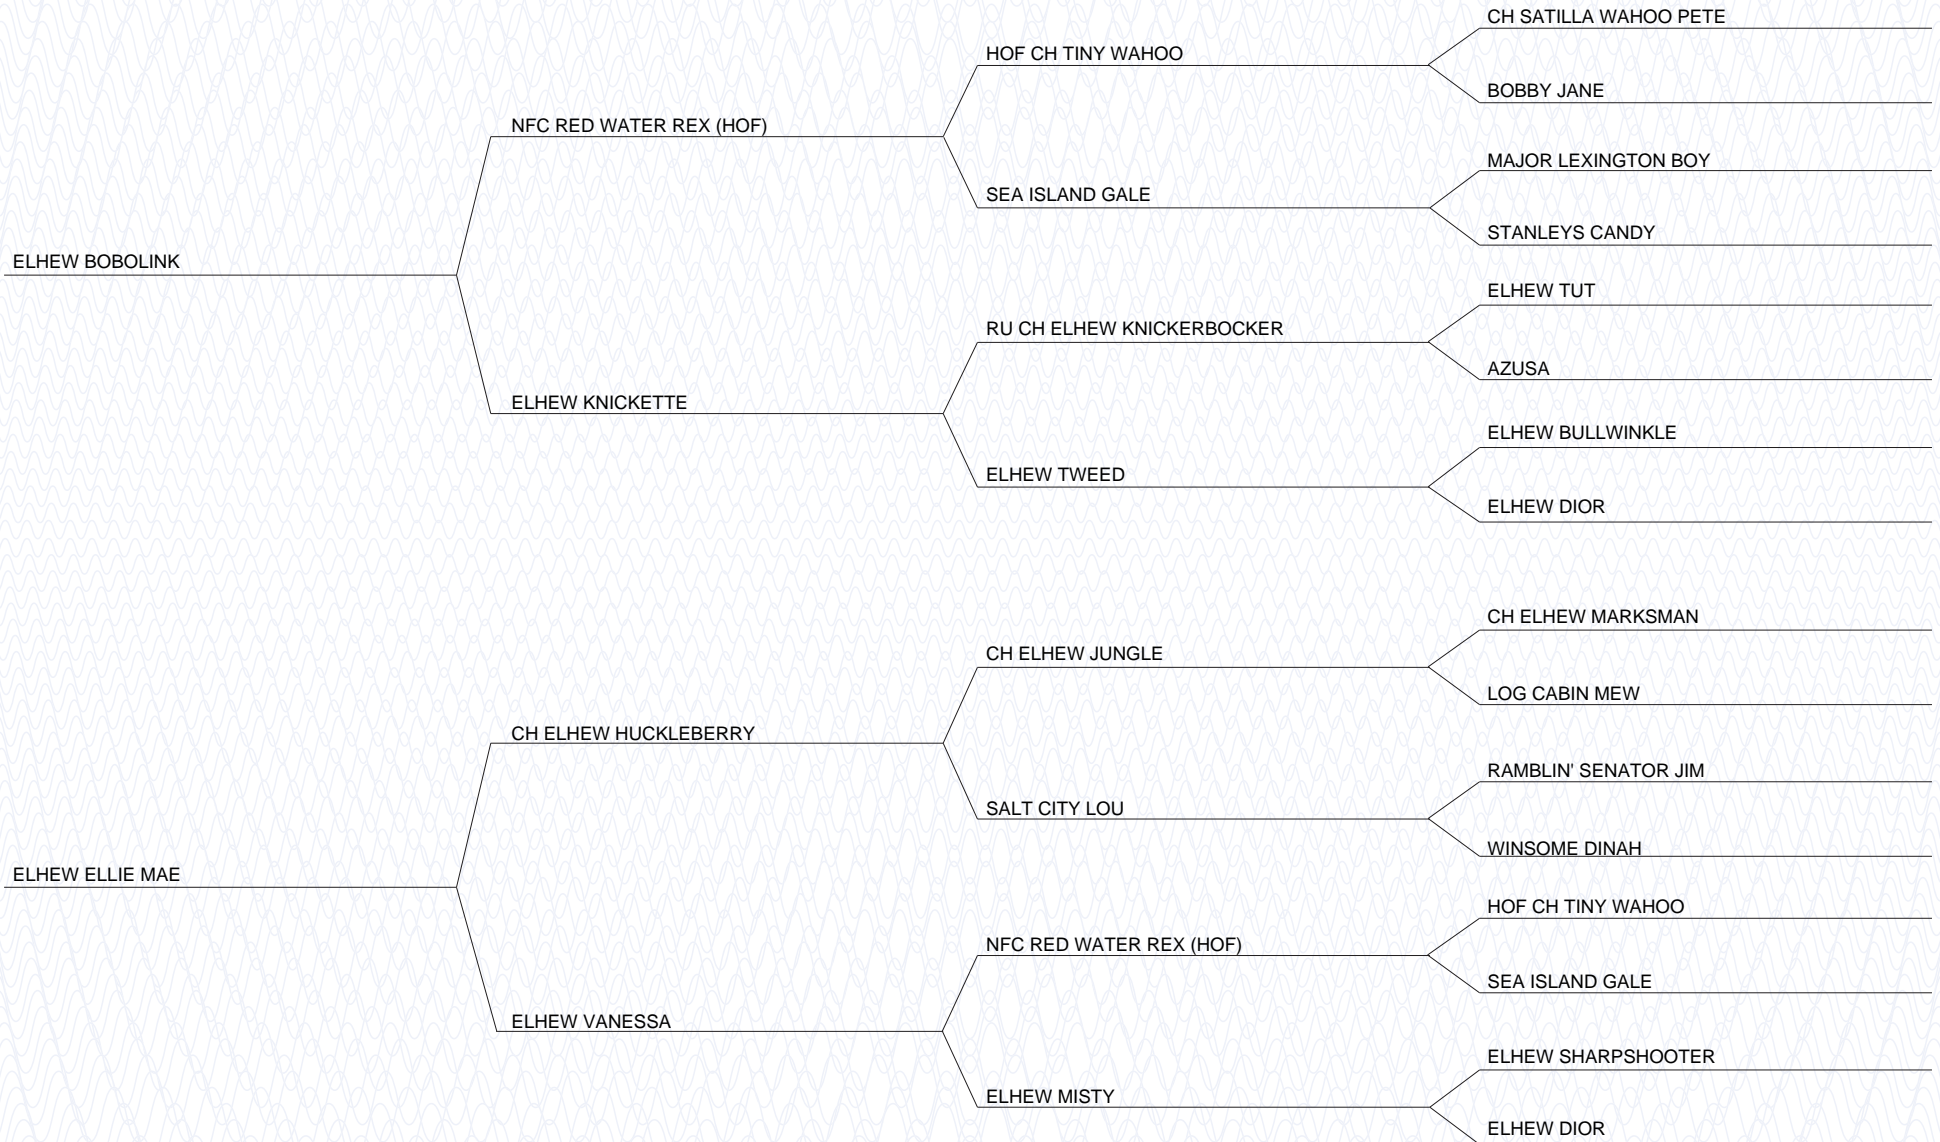 CH SATILLA WAHOO PETE
HOF CH TINY WAHOO
BOBBY JANE
NFC RED WATER REX (HOF)
MAJOR LEXINGTON BOY
SEA ISLAND GALE
STANLEYS CANDY
ELHEW BOBOLINK
ELHEW TUT
RU CH ELHEW KNICKERBOCKER
AZUSA
ELHEW KNICKETTE
ELHEW BULLWINKLE
ELHEW TWEED
ELHEW DIOR
CH ELHEW MARKSMAN
CH ELHEW JUNGLE
LOG CABIN MEW
CH ELHEW HUCKLEBERRY
RAMBLIN' SENATOR JIM
SALT CITY LOU
WINSOME DINAH
ELHEW ELLIE MAE
HOF CH TINY WAHOO
NFC RED WATER REX (HOF)
SEA ISLAND GALE
ELHEW VANESSA
ELHEW SHARPSHOOTER
ELHEW MISTY
ELHEW DIOR